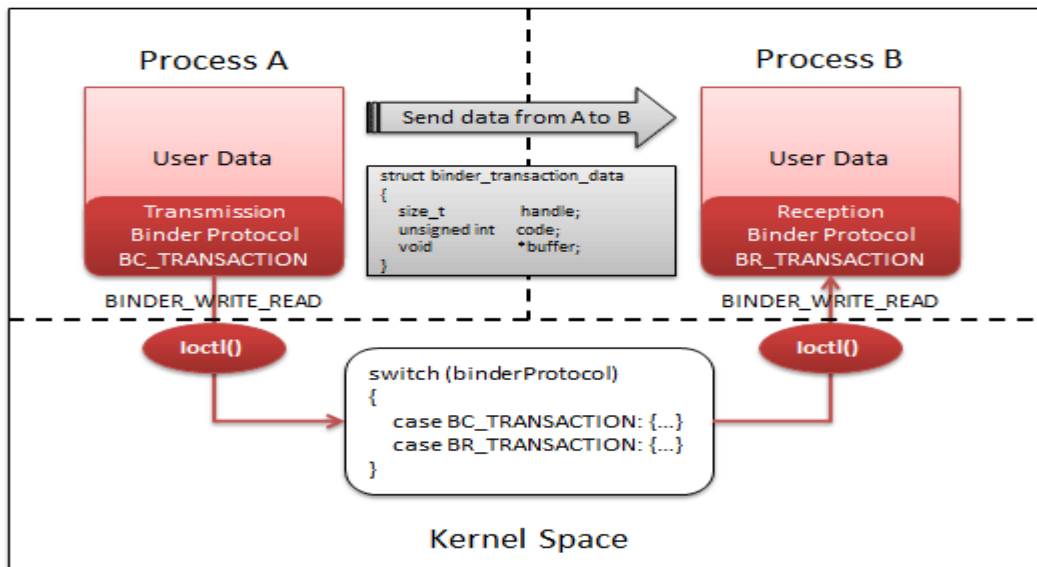 Process A
Process B
Send data from A to B
User Data
User Data
struct binder_transaction_data
{
size_t handle;
unsigned int code;
void *buffer;
}
Transmission
Binder Protocol
BC_TRANSACTION
Reception
Binder Protocol
BR_TRANSACTION
BINDER_WRITE_READ
BINDER_WRITE_READ
Ioctl()
Ioctl()
switch (binderProtocol)
{
case BC_TRANSACTION: {...}
case BR_TRANSACTION: {...}
}
Kernel Space